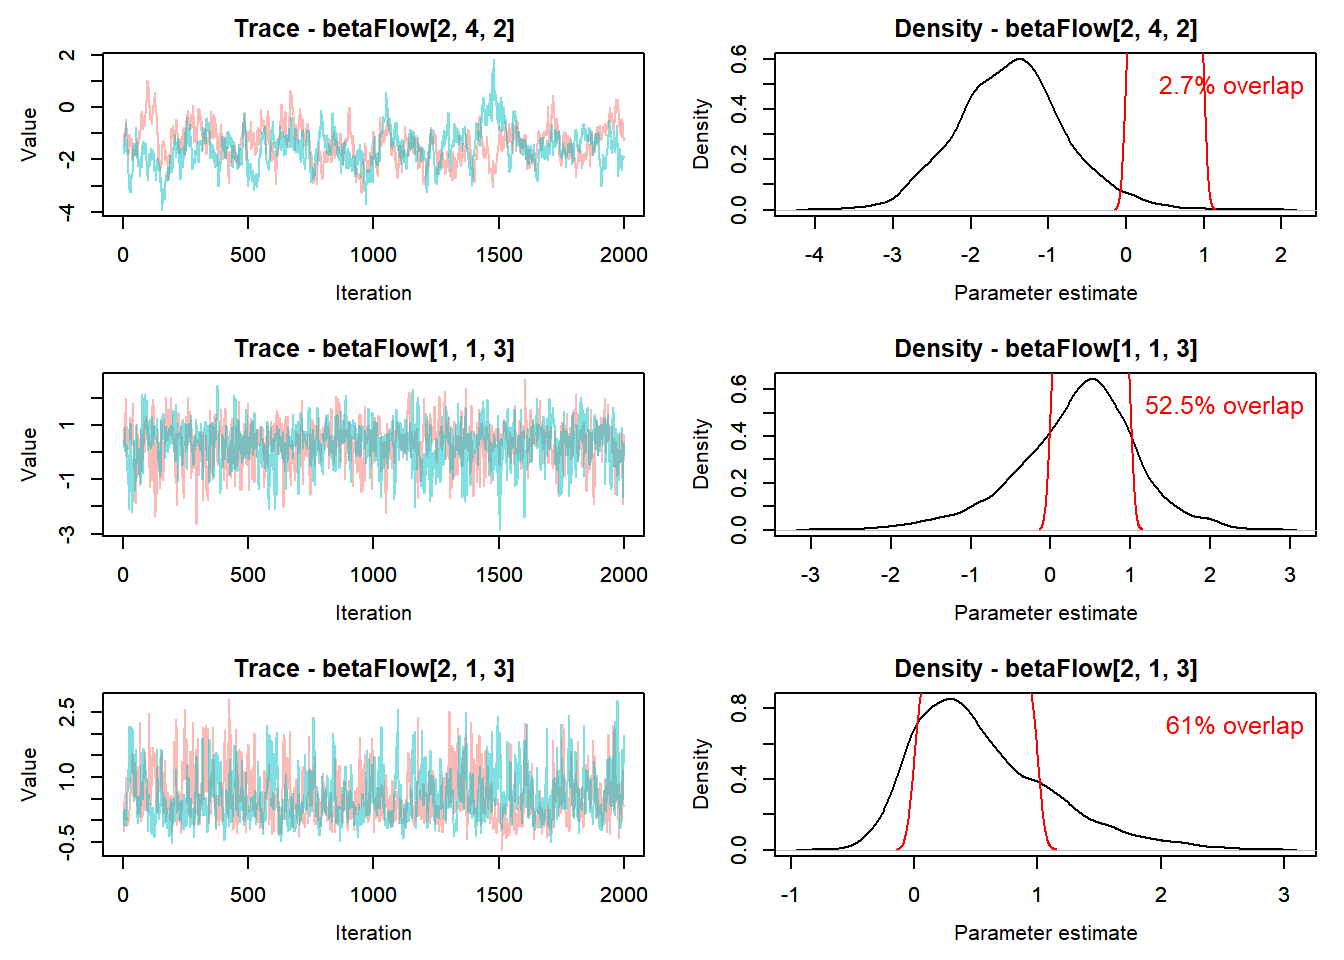 Trace - betaFlow[2, 4, 2]
Value
2
0
-2
-4
0 500 1000 1500 2000
Iteration
Density - betaFlow[2, 4, 2]
Density
0.6
0.4
0.2
0.0
2.7% overlap
-4 -3 -2 -1 0 1 2
Parameter estimate
Trace - betaFlow[1, 1, 3]
Value
1
-1
-3
0 500 1000 1500 2000
Iteration
Density - betaFlow[1, 1, 3]
Density
0.6
0.4
0.2
0.0
52.5% overlap
-3 -2 -1 0 1 2 3
Parameter estimate
Trace - betaFlow[2, 1, 3]
Value
2.5
1.0
-0.5
0 500 1000 1500 2000
Iteration
Density - betaFlow[2, 1, 3]
Density
0.8
0.4
0.0
61% overlap
-1 0 1 2 3
Parameter estimate